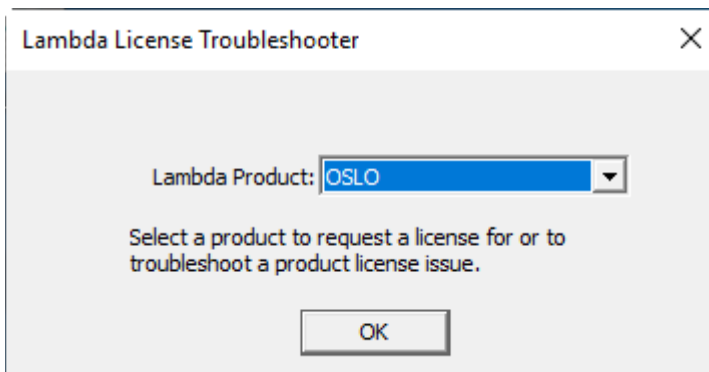 Lambda License Troubleshooter
Lambda Product: OSLO
Select a product to request a license for or to
troubleshoot a product license issue.
OK